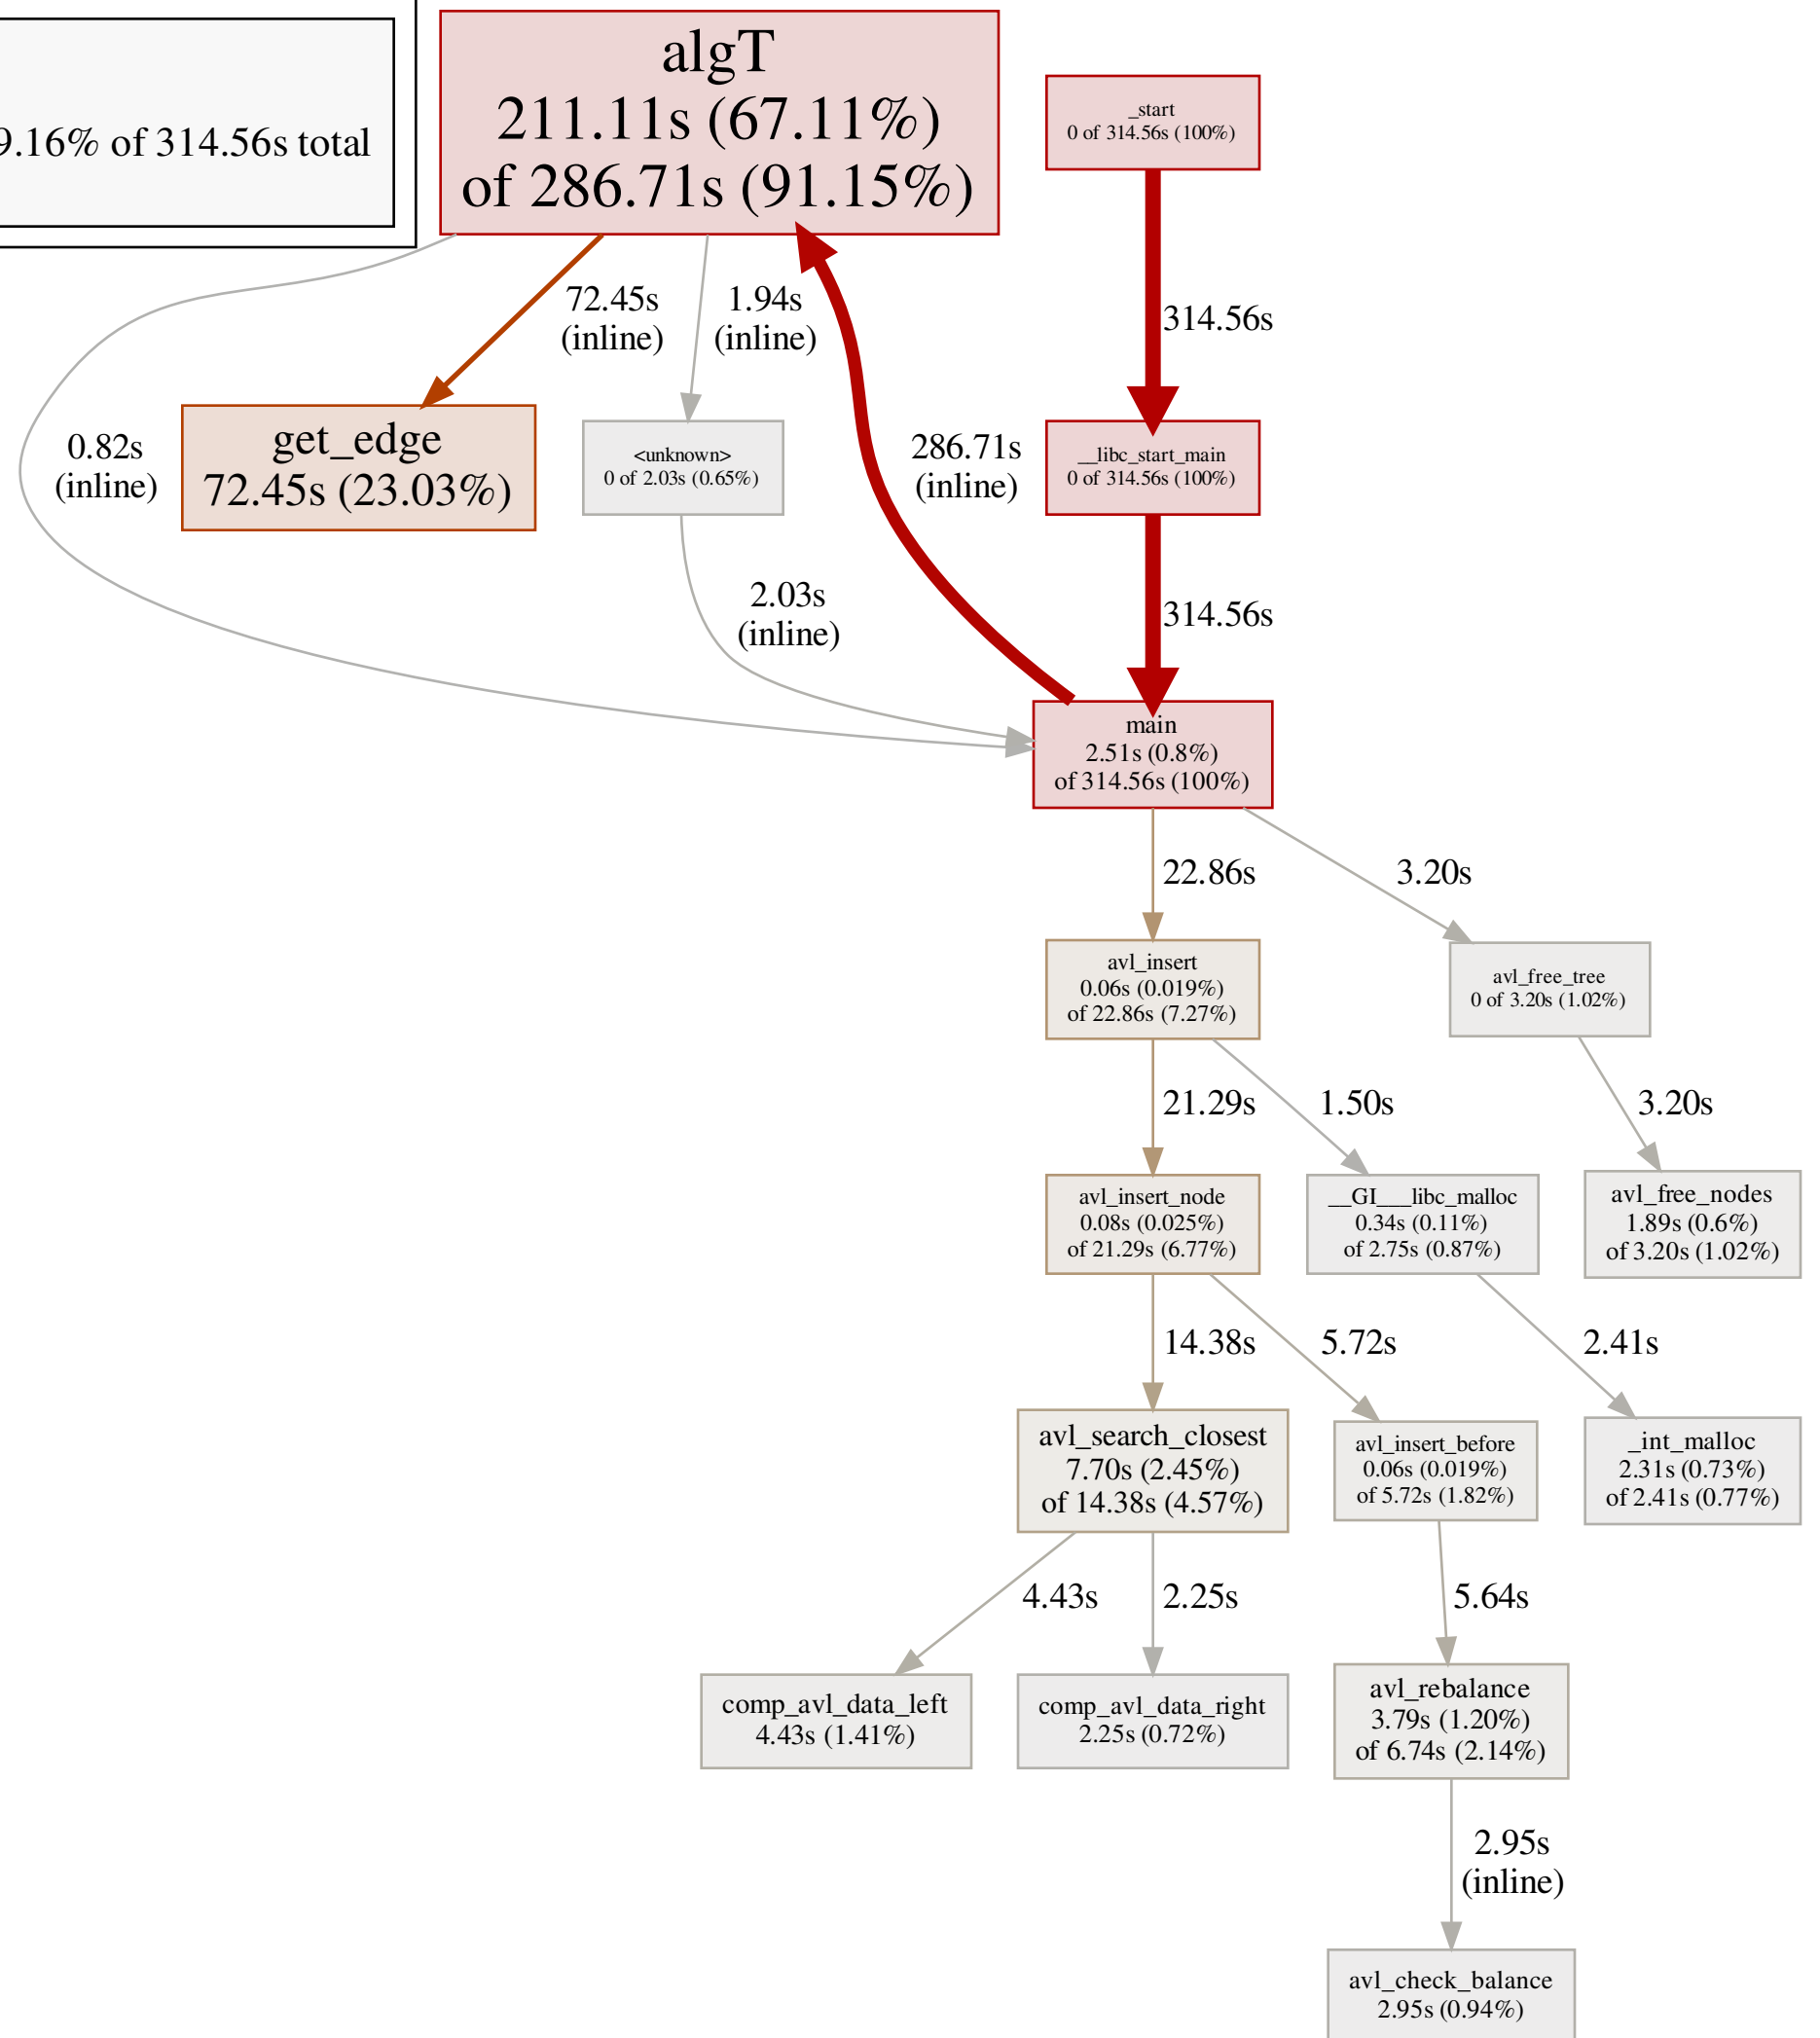 9.16% of 314.56s total
algT
211.11s (67.11%)
of 286.71s (91.15%)
_start
0 of 314.56s (100%)
72.45s
(inline)
1.94s
(inline)
314.56s
0.82s
(inline)
get_edge
72.45s (23.03%)
<unknown>
0 of 2.03s (0.65%)
286.71s
(inline)
__libc_start_main
0 of 314.56s (100%)
2.03s
(inline)
314.56s
main
2.51s (0.8%)
of 314.56s (100%)
22.86s
3.20s
avl_insert
0.06s (0.019%)
of 22.86s (7.27%)
avl_free_tree
0 of 3.20s (1.02%)
21.29s
1.50s
3.20s
avl_insert_node
0.08s (0.025%)
of 21.29s (6.77%)
__GI___libc_malloc
0.34s (0.11%)
of 2.75s (0.87%)
avl_free_nodes
1.89s (0.6%)
of 3.20s (1.02%)
14.38s
5.72s
2.41s
avl_search_closest
7.70s (2.45%)
of 14.38s (4.57%)
avl_insert_before
0.06s (0.019%)
of 5.72s (1.82%)
_int_malloc
2.31s (0.73%)
of 2.41s (0.77%)
4.43s
2.25s
5.64s
comp_avl_data_left
4.43s (1.41%)
comp_avl_data_right
2.25s (0.72%)
avl_rebalance
3.79s (1.20%)
of 6.74s (2.14%)
2.95s
(inline)
avl_check_balance
2.95s (0.94%)